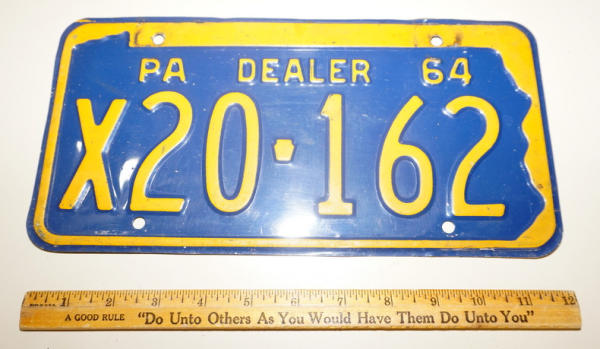 PA DEALER 64
X20-162
1 2 3 4 5 6 7 8 9 10 11 12
A GOOD RULE "Do Unto Others As You Would Have Them Do Unto You"